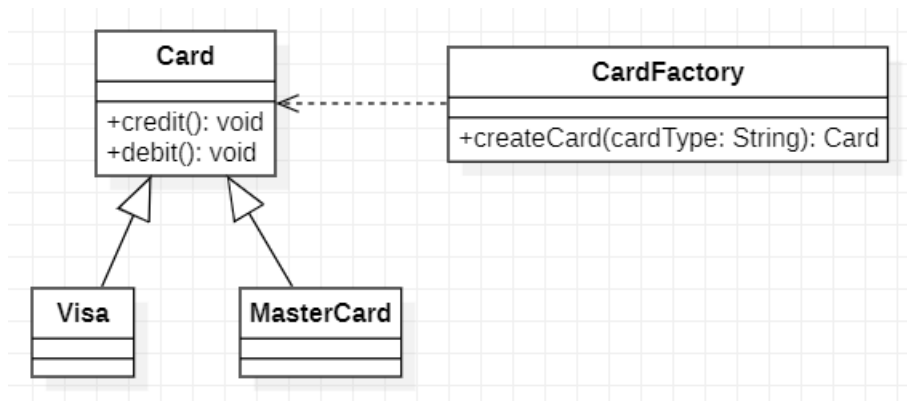 Card
+credit(): void
+debit(): void
CardFactory
+createCard(cardType: String): Card
Visa
MasterCard